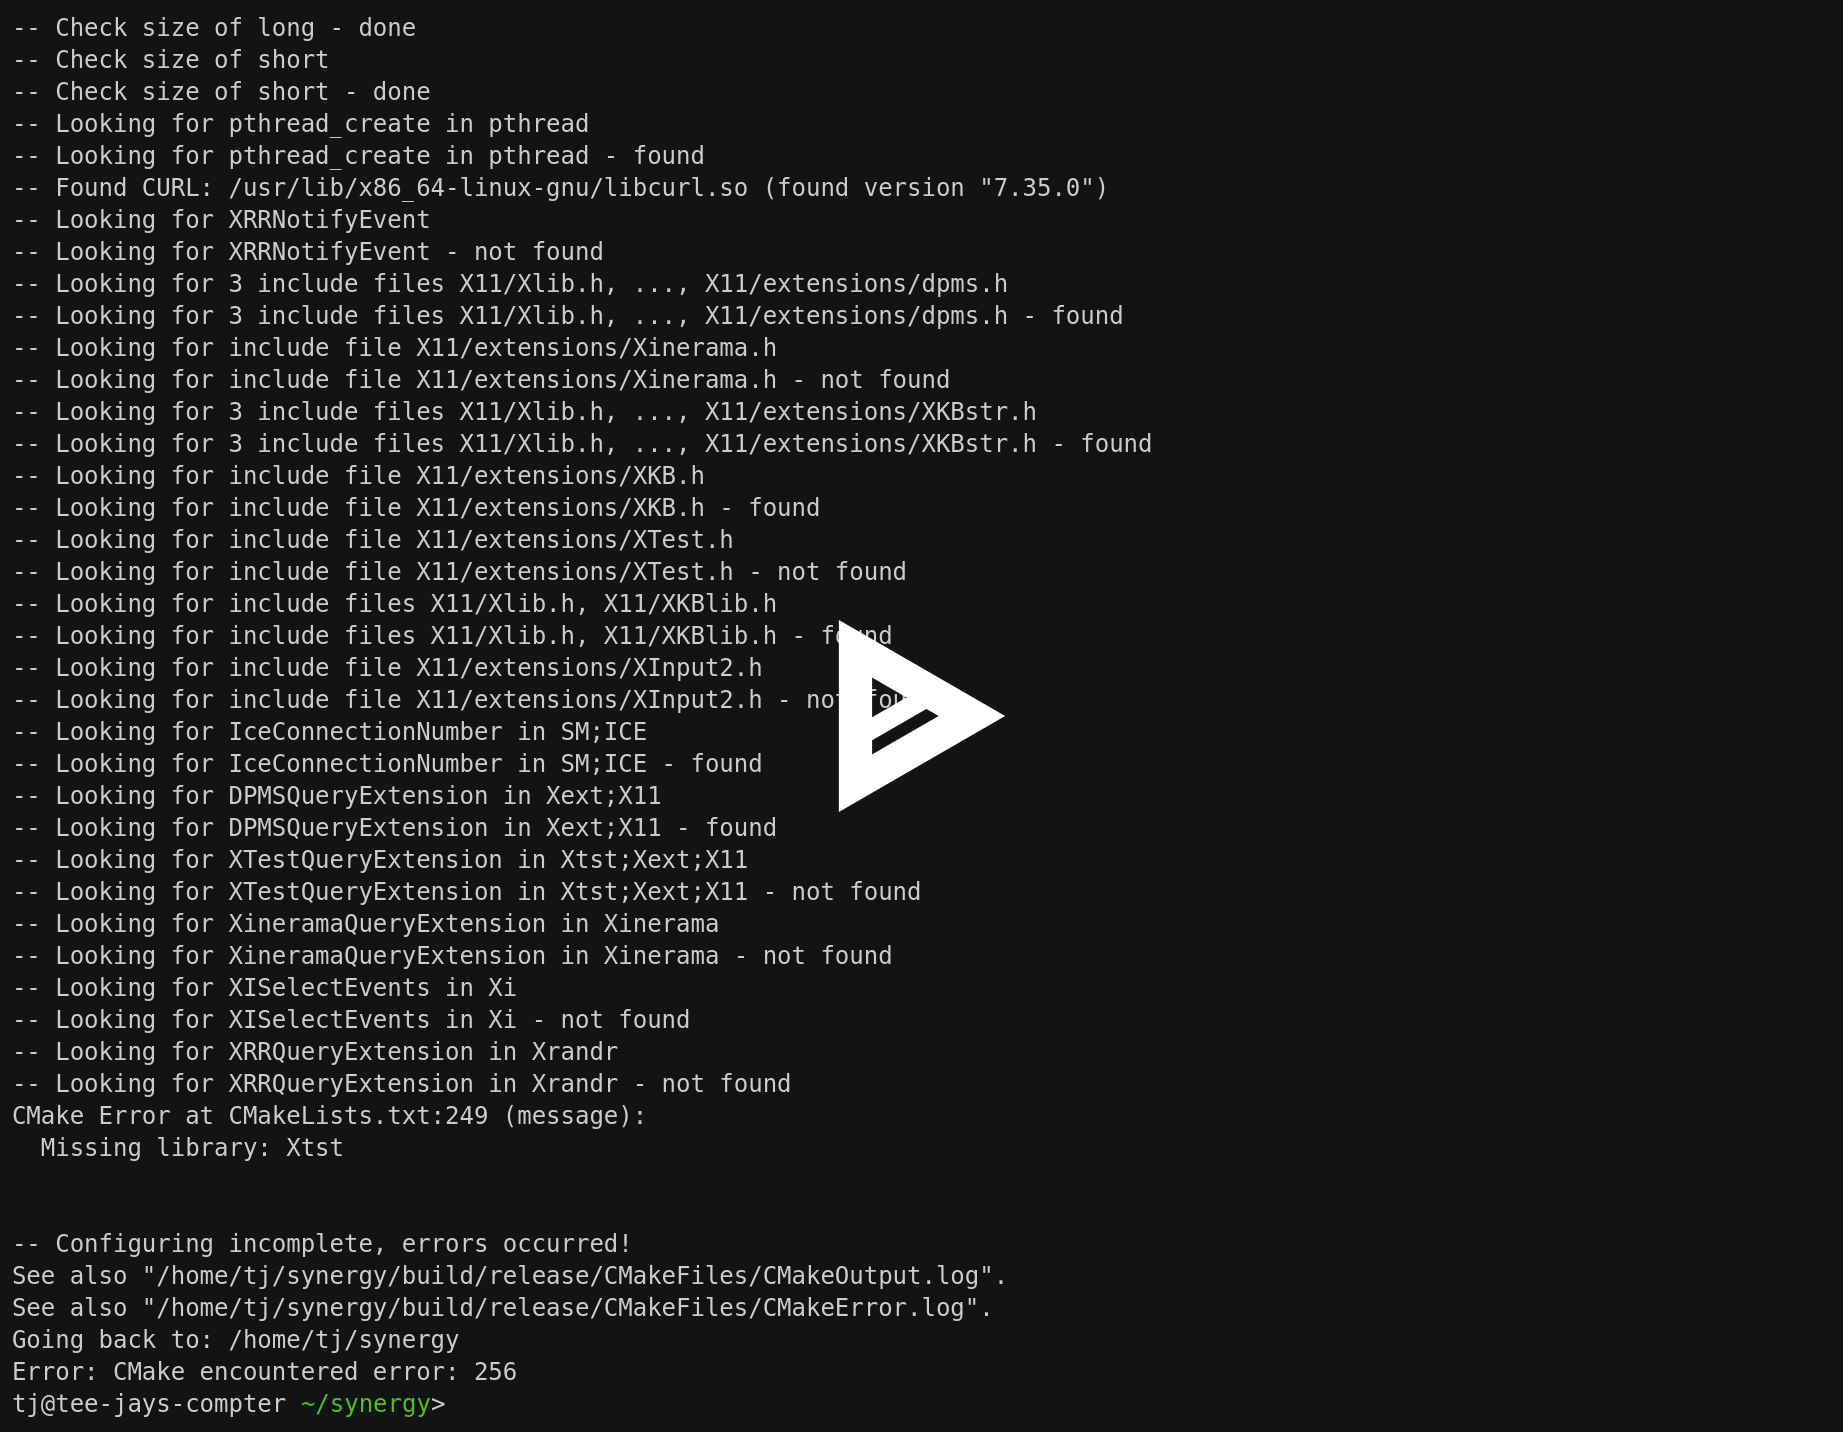 -- Check size of long - done
-- Check size of short
-- Check size of short - done
-- Looking for pthread_create in pthread
-- Looking for pthread_create in pthread - found
-- Found CURL: /usr/lib/x86_64-linux-gnu/libcurl.so (found version "7.35.0")
-- Looking for XRRNotifyEvent
-- Looking for XRRNotifyEvent - not found
-- Looking for 3 include files X11/Xlib.h, ..., X11/extensions/dpms.h
-- Looking for 3 include files X11/Xlib.h, ..., X11/extensions/dpms.h - found
-- Looking for include file X11/extensions/Xinerama.h
-- Looking for include file X11/extensions/Xinerama.h - not found
-- Looking for 3 include files X11/Xlib.h, ..., X11/extensions/XKBstr.h
-- Looking for 3 include files X11/Xlib.h, ..., X11/extensions/XKBstr.h - found
-- Looking for include file X11/extensions/XKB.h
-- Looking for include file X11/extensions/XKB.h - found
-- Looking for include file X11/extensions/XTest.h
-- Looking for include file X11/extensions/XTest.h - not found
-- Looking for include files X11/Xlib.h, X11/XKBlib.h
-- Looking for include files X11/Xlib.h, X11/XKBlib.h - found
-- Looking for include file X11/extensions/XInput2.h
-- Looking for include file X11/extensions/XInput2.h - not
-- Looking for IceConnectionNumber in SM;ICE
-- Looking for IceConnectionNumber in SM;ICE - found
-- Looking for DPMSQueryExtension in Xext;X11
-- Looking for DPMSQueryExtension in Xext;X11 - found
-- Looking for XTestQueryExtension in Xtst;Xext;X11
-- Looking for XTestQueryExtension in Xtst;Xext;X11 - not found
-- Looking for XineramaQueryExtension in Xinerama
-- Looking for XineramaQueryExtension in Xinerama - not found
-- Looking for XISelectEvents in Xi
-- Looking for XISelectEvents in Xi - not found
-- Looking for XRRQueryExtension in Xrandr
-- Looking for XRRQueryExtension in Xrandr - not found
CMake Error at CMakeLists.txt:249 (message):
  Missing library: Xtst
-- Configuring incomplete, errors occurred!
See also "/home/tj/synergy/build/release/CMakeFiles/CMakeOutput.log".
See also "/home/tj/synergy/build/release/CMakeFiles/CMakeError.log".
Going back to: /home/tj/synergy
Error: CMake encountered error: 256
tj@tee-jays-compter ~/synergy>